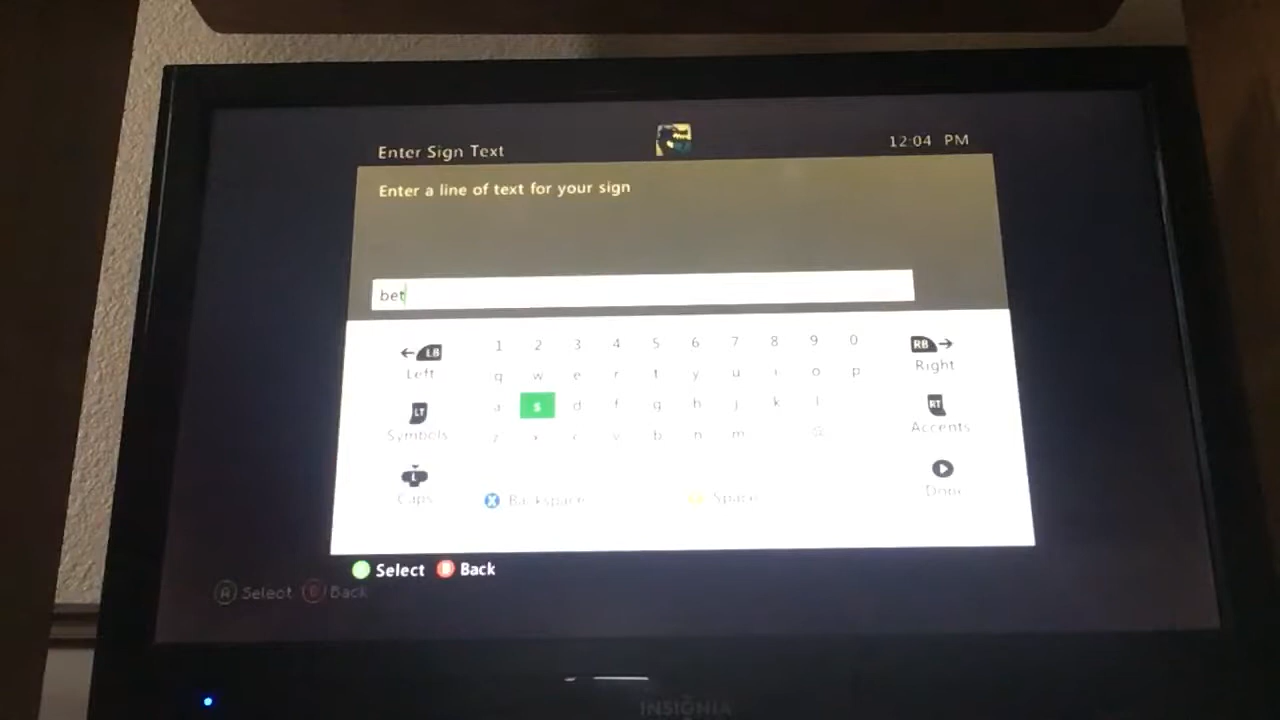 Enter Sign Text
12:04 PM
Enter a line of text for your sign
bet
LB
Left
1 2 3 4 5 6 7 8 9 0
q w e r t y u i o p
a s d f g h j k l
z x c v b n m @
RB
Right
LT
Symbols
RT
Accents
L
Caps
X Backspace
Space
Done
Select B Back
A Select B Back
INSIGNIA